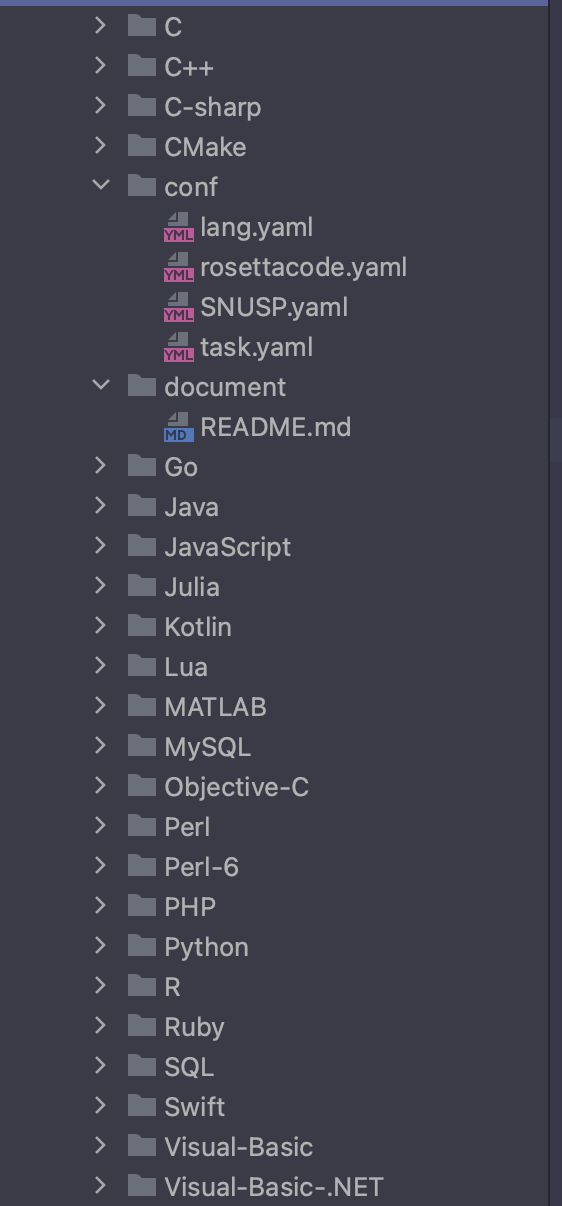 C
C++
C-sharp
CMake
conf
YML lang.yaml
YML rosettacode.yaml
YML SNUSP.yaml
YML task.yaml
document
MD README.md
Go
Java
JavaScript
Julia
Kotlin
Lua
MATLAB
MySQL
Objective-C
Perl
Perl-6
PHP
Python
R
Ruby
SQL
Swift
Visual-Basic
Visual-Basic-.NET